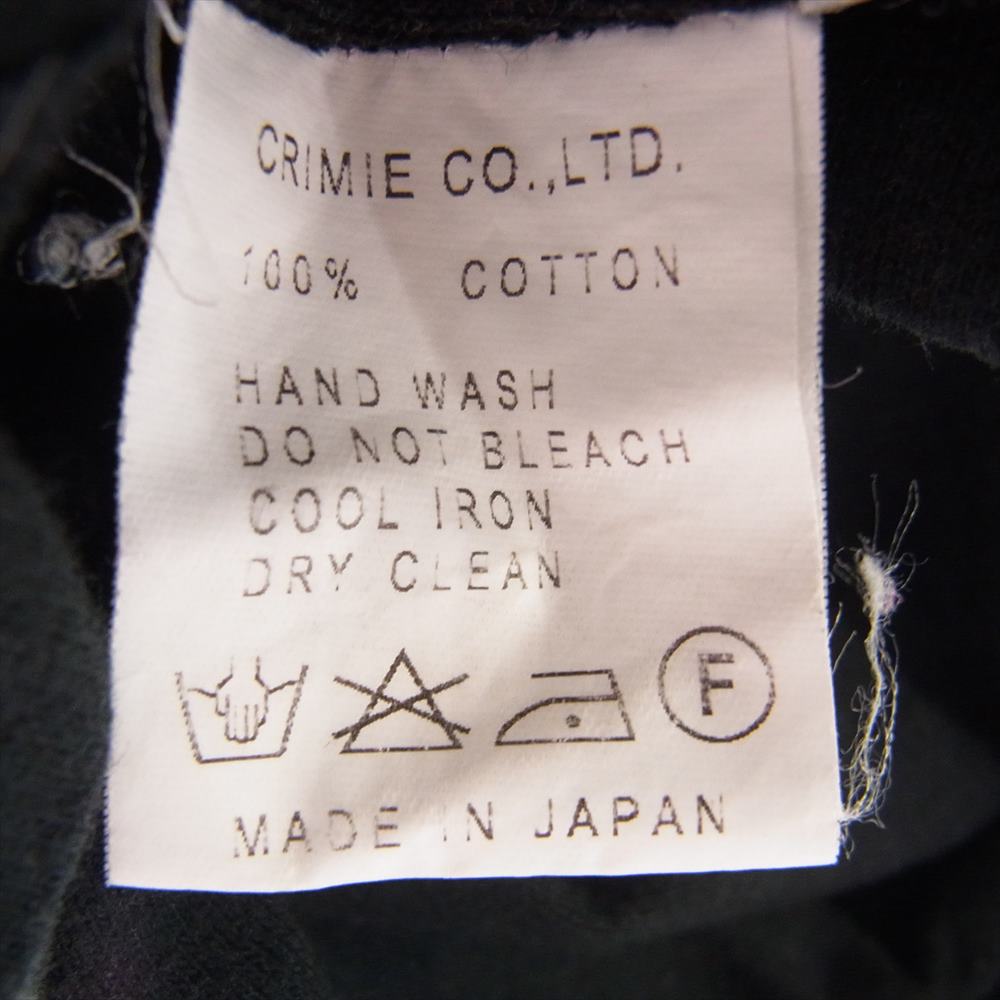 CRIMIE CO.,LTD.
100% COTTON
HAND WASH
DO NOT BLEACH
COOL IRON
DRY CLEAN
F
MADE IN JAPAN